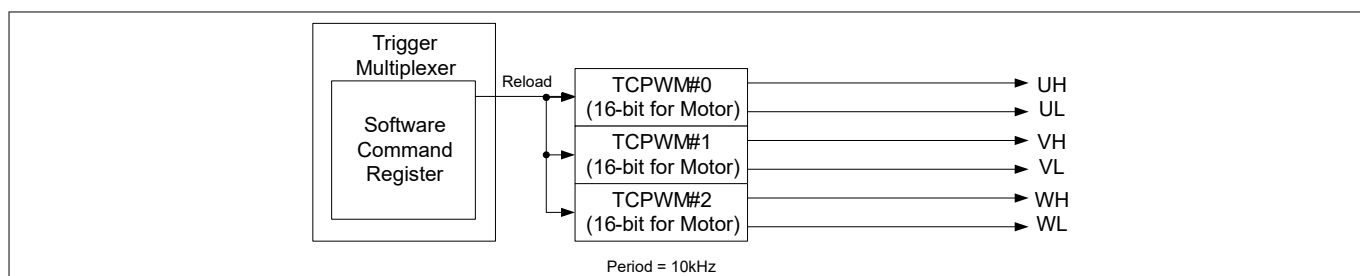 Trigger
Multiplexer
Software
Command
Register
Reload
TCPWM#0
(16-bit for Motor)
TCPWM#1
(16-bit for Motor)
TCPWM#2
(16-bit for Motor)
UH
UL
VH
VL
WH
WL
Period = 10kHz